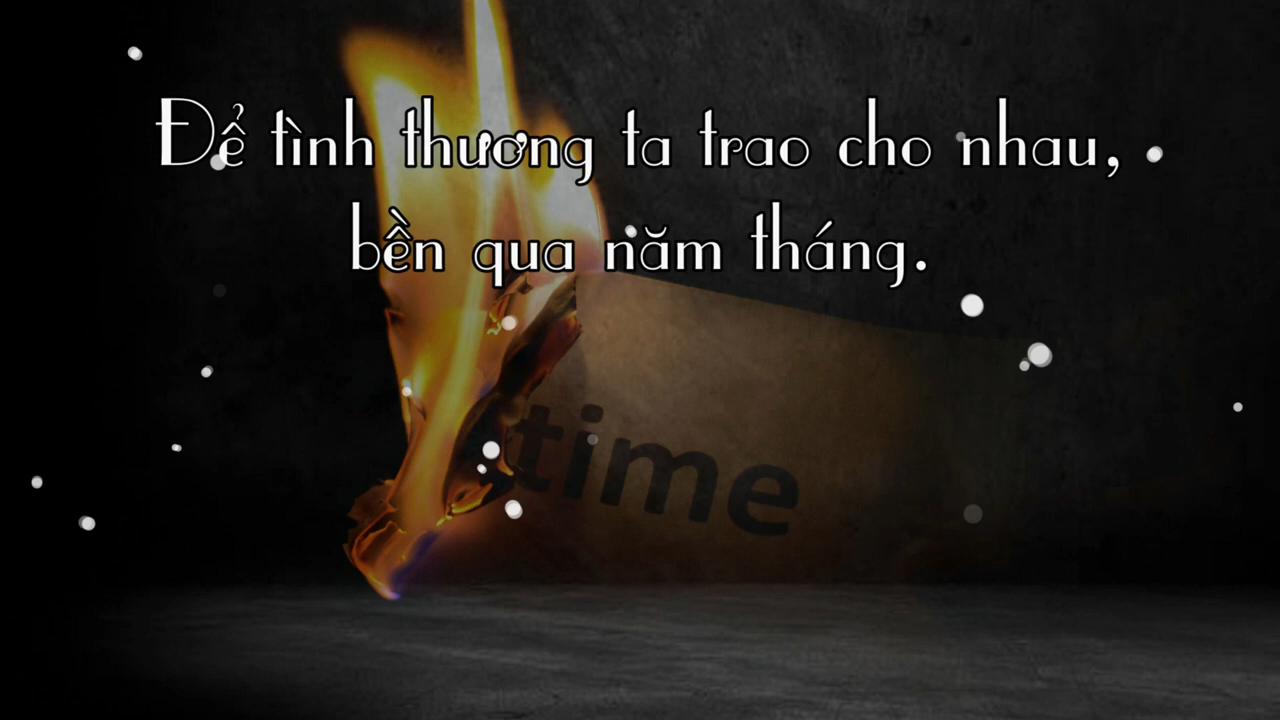 Để tình thương ta trao cho nhau,
bền qua năm tháng.
time